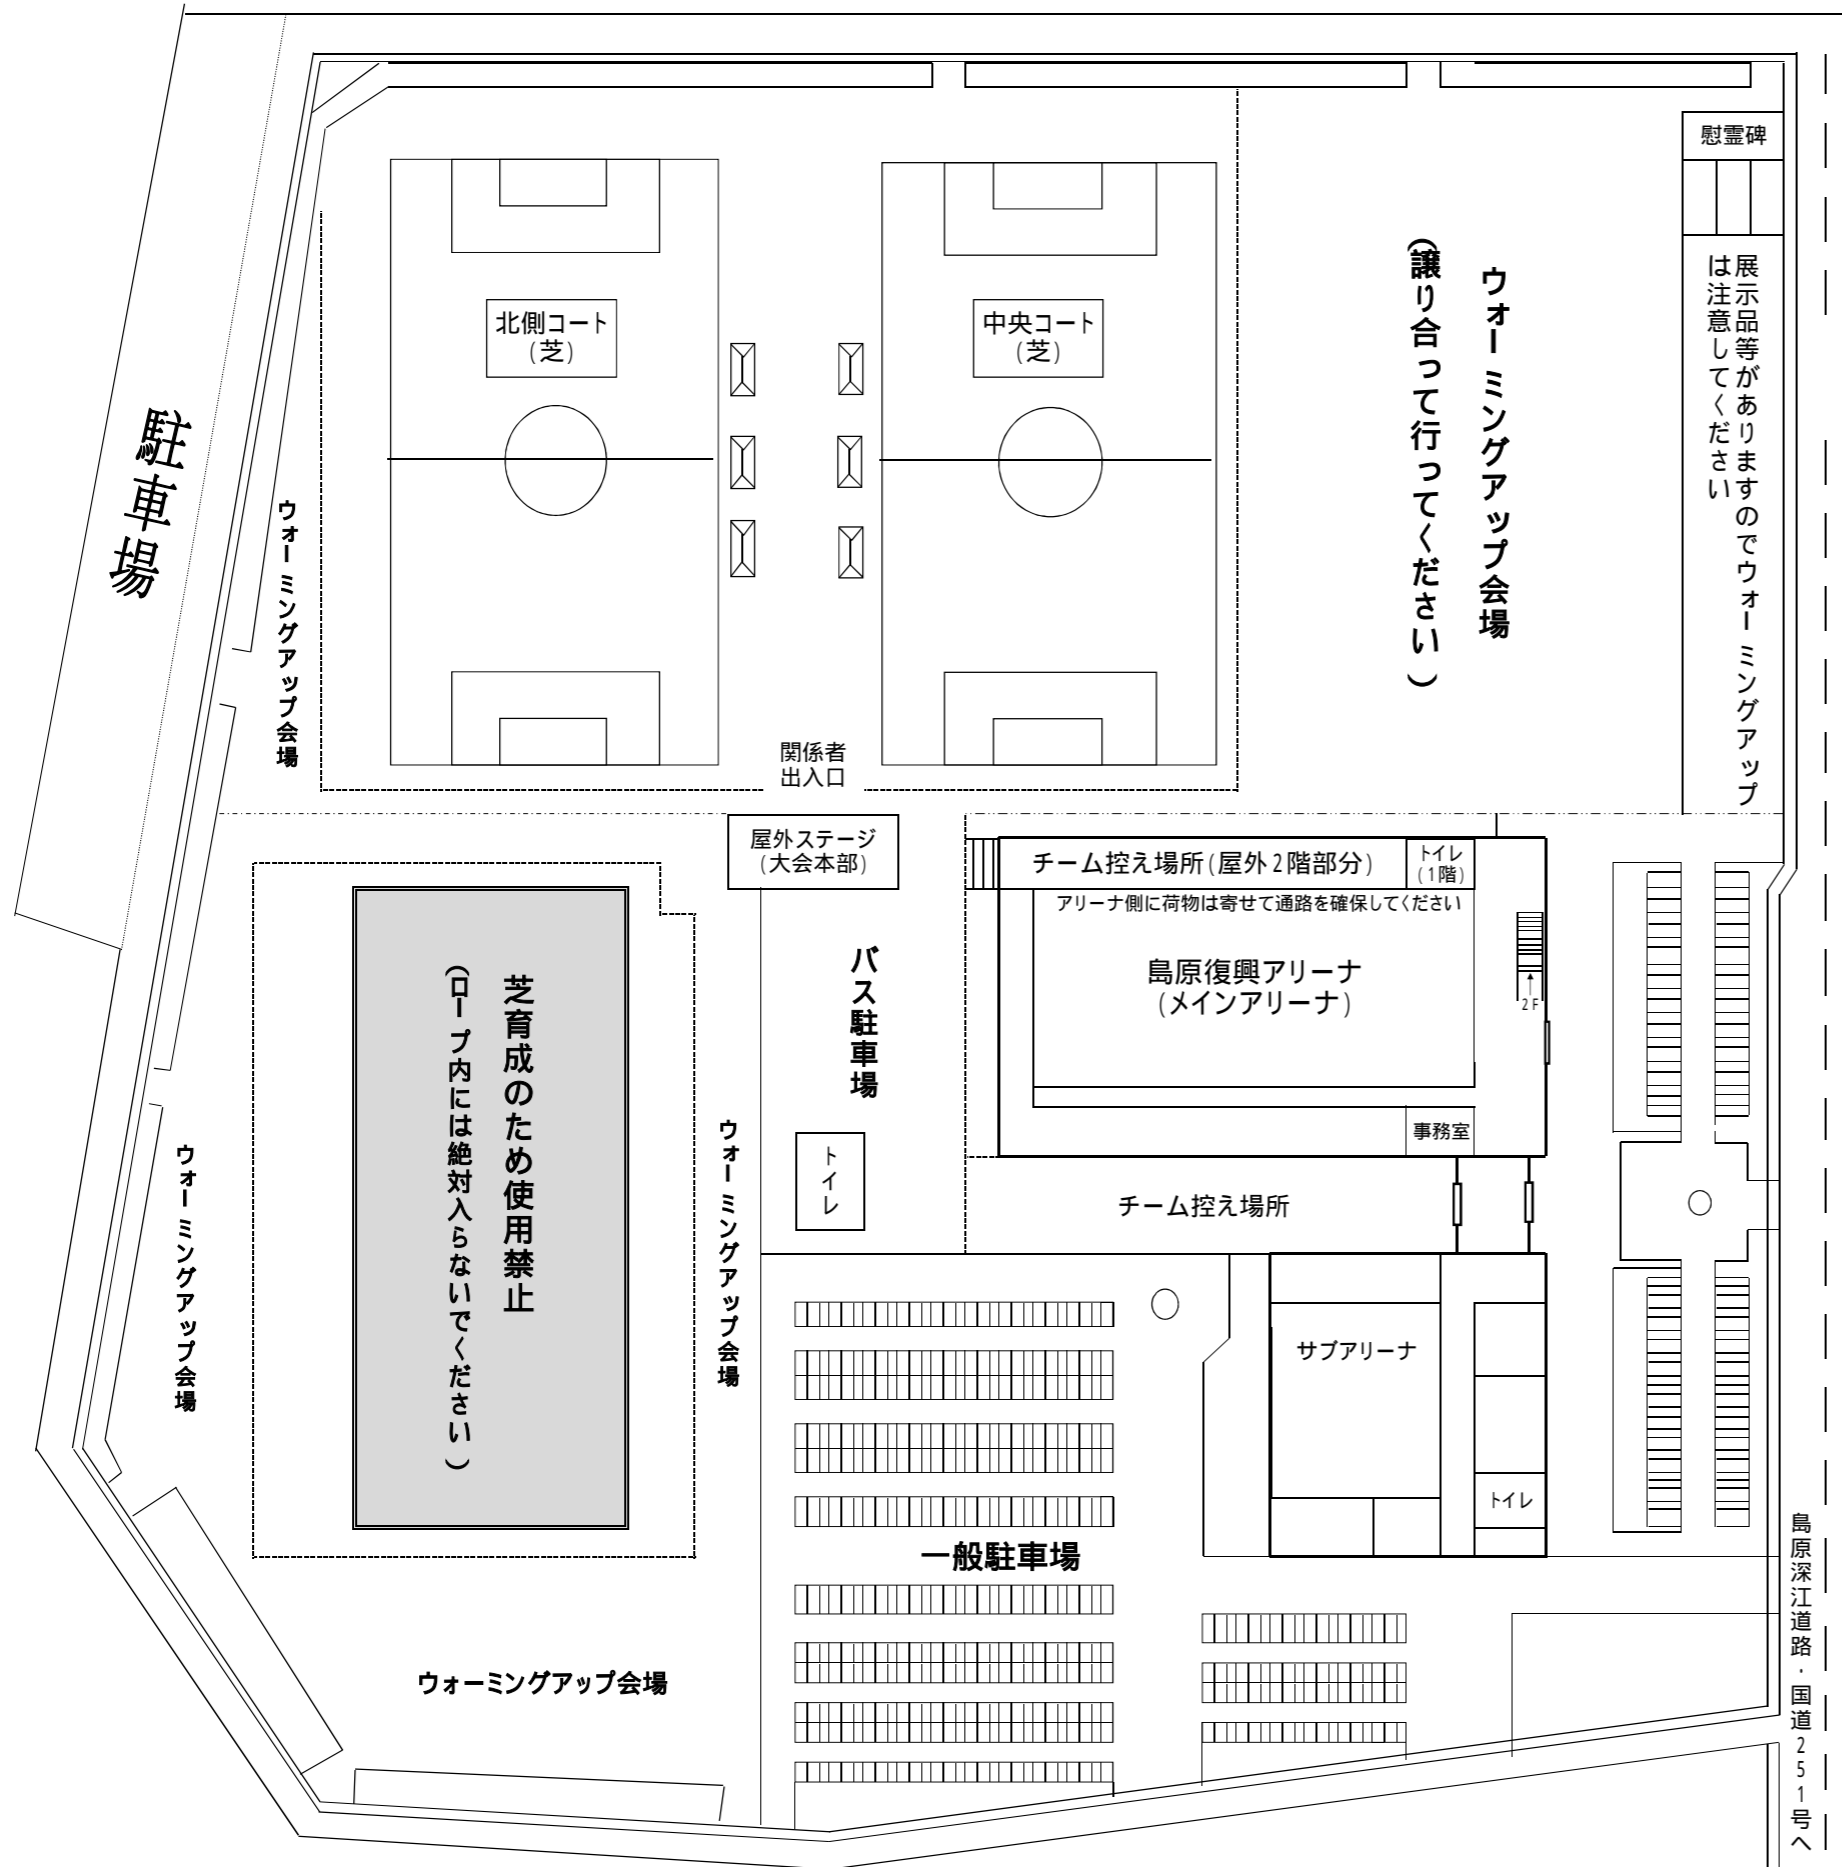 慰霊碑
展示品等がありますのでウォーミングアップ
は注意してください
ウォーミングアップ会場
(譲り合って行ってください)
北側コート
(芝)
中央コート
(芝)
駐車場
ウォーミングアップ会場
関係者
出入口
屋外ステージ
(大会本部)
チーム控え場所(屋外2階部分)
トイレ
(1階)
アリーナ側に荷物は寄せて通路を確保してください
島原復興アリーナ
(メインアリーナ)
2F
バス駐車場
芝育成のため使用禁止
(ロープ内には絶対入らないでください)
事務室
トイレ
チーム控え場所
ウォーミングアップ会場
ウォーミングアップ会場
サブアリーナ
トイレ
一般駐車場
ウォーミングアップ会場
島原深江道路・国道251号へ